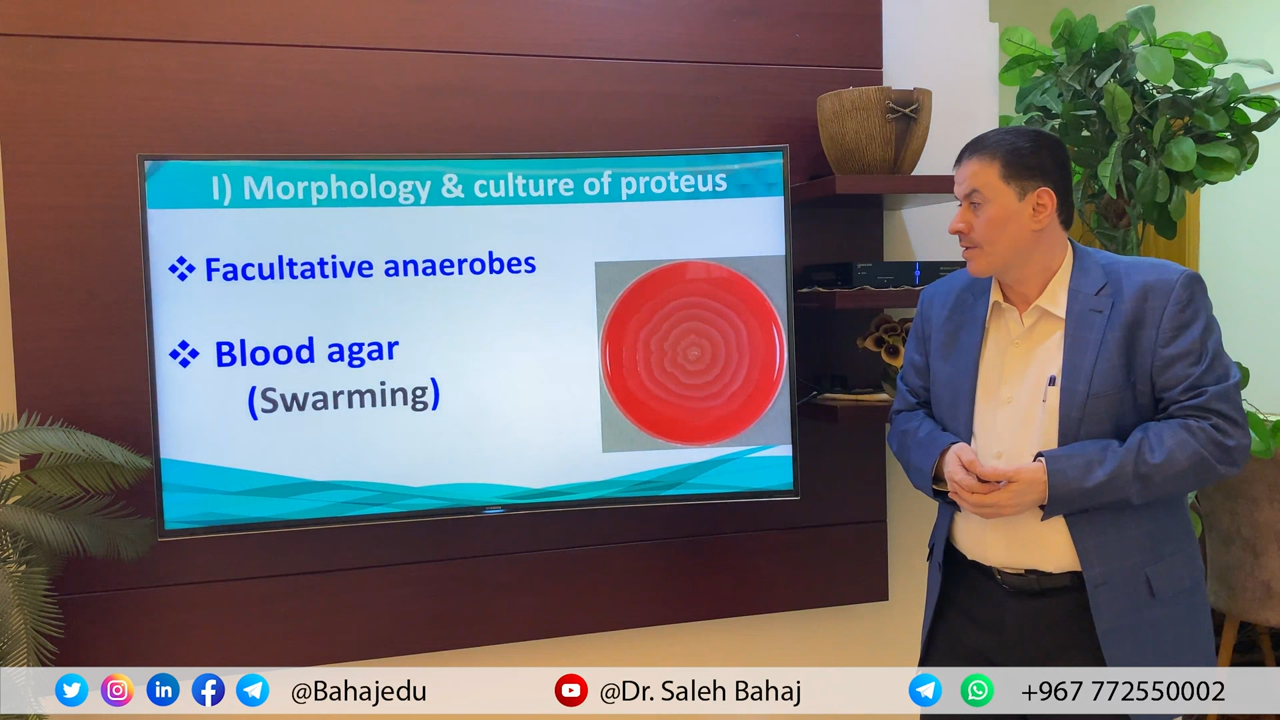 I) Morphology & culture of proteus
❖ Facultative anaerobes
❖ Blood agar
(Swarming)
@Bahajedu
@Dr. Saleh Bahaj
+967 772550002